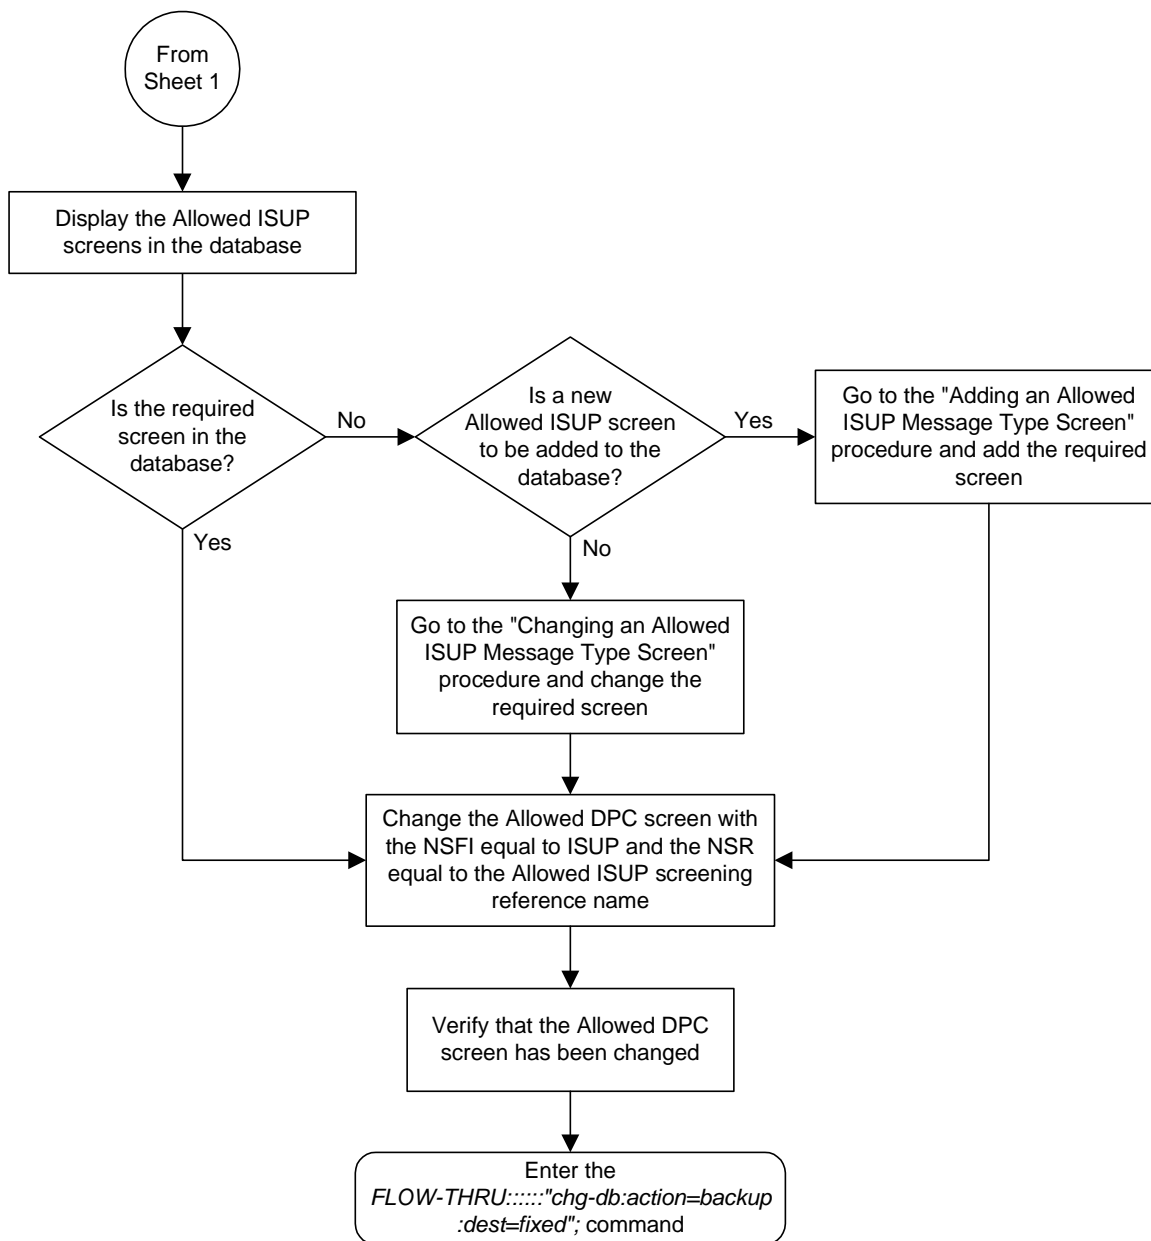 From
Sheet 1
Display the Allowed ISUP
screens in the database
Is the required
screen in the
database?
No
Yes
Is a new
Allowed ISUP screen
to be added to the
database?
Yes
No
Go to the "Adding an Allowed
ISUP Message Type Screen"
procedure and add the required
screen
Go to the "Changing an Allowed
ISUP Message Type Screen"
procedure and change the
required screen
Change the Allowed DPC screen with
the NSFI equal to ISUP and the NSR
equal to the Allowed ISUP screening
reference name
Verify that the Allowed DPC
screen has been changed
Enter the
FLOW-THRU::::::"chg-db:action=backup
:dest=fixed"; command